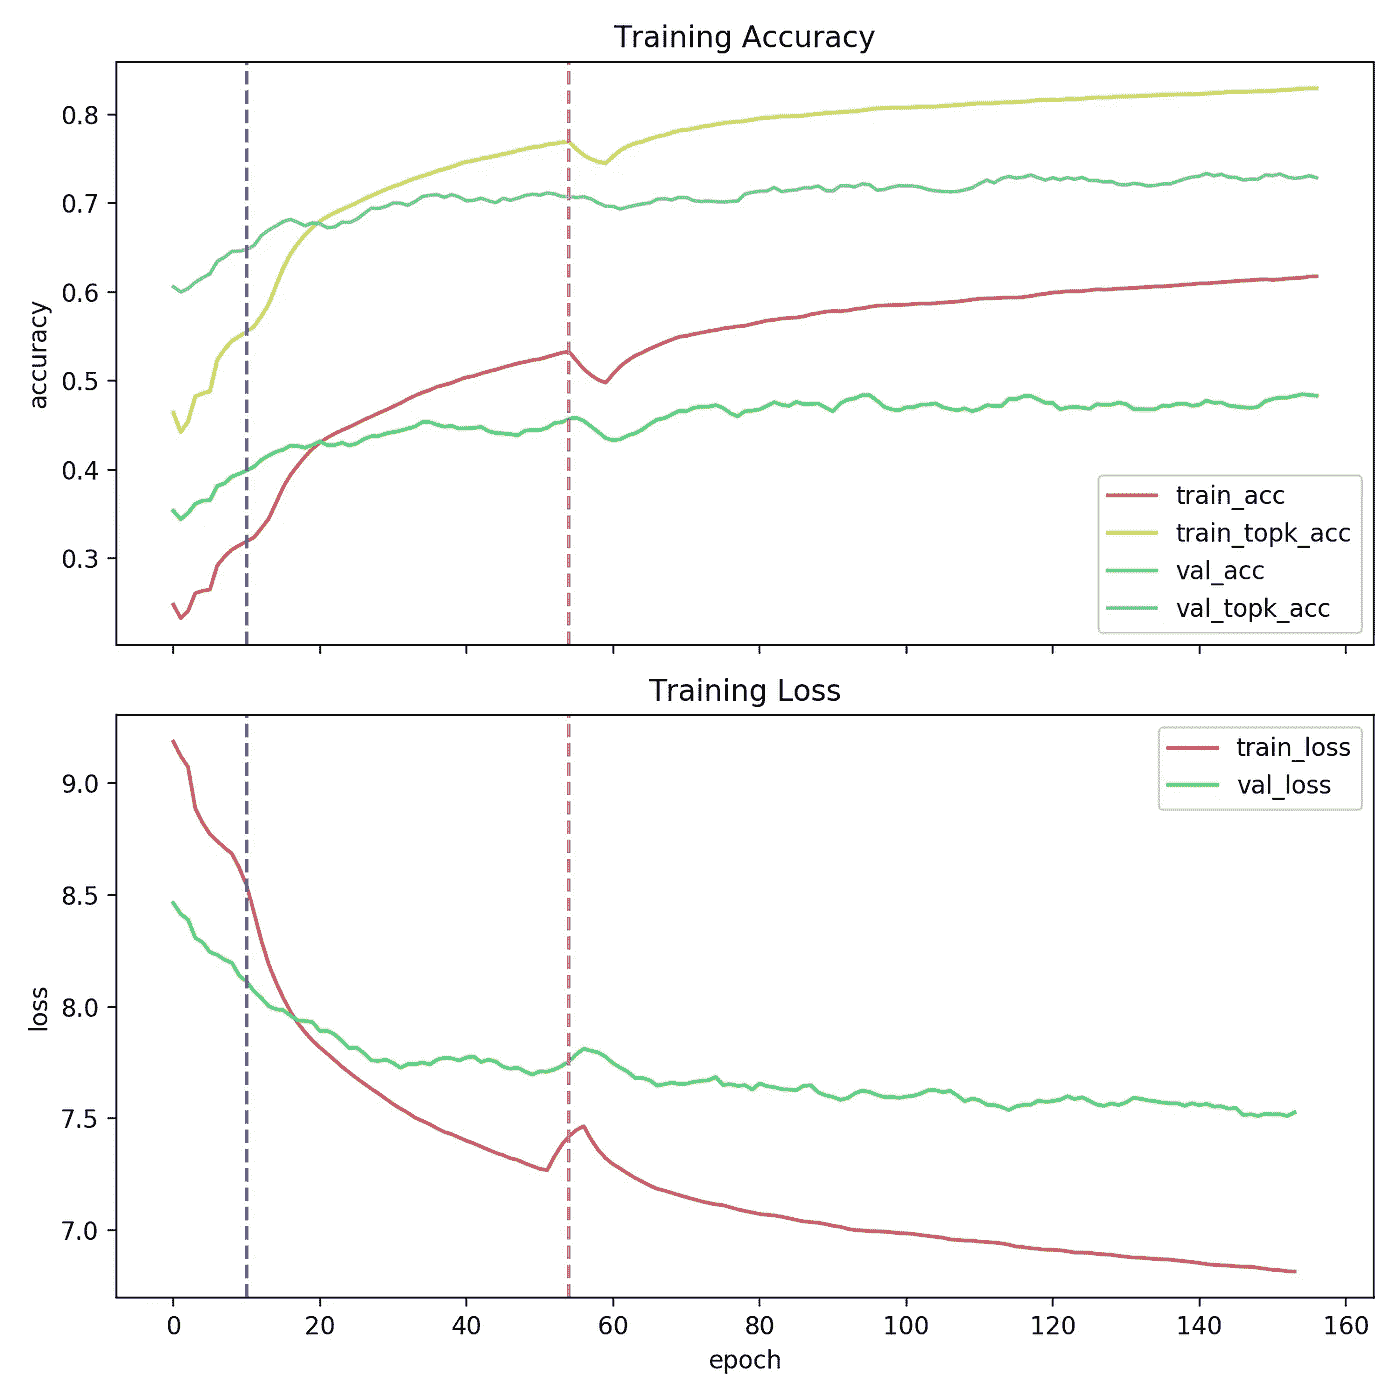 Training Accuracy
0.8
0.7
0.6
0.5
0.4
0.3
accuracy
train_acc
train_topk_acc
val_acc
val_topk_acc
Training Loss
9.0
8.5
8.0
7.5
7.0
loss
train_loss
val_loss
0 20 40 60 80 100 120 140 160
epoch